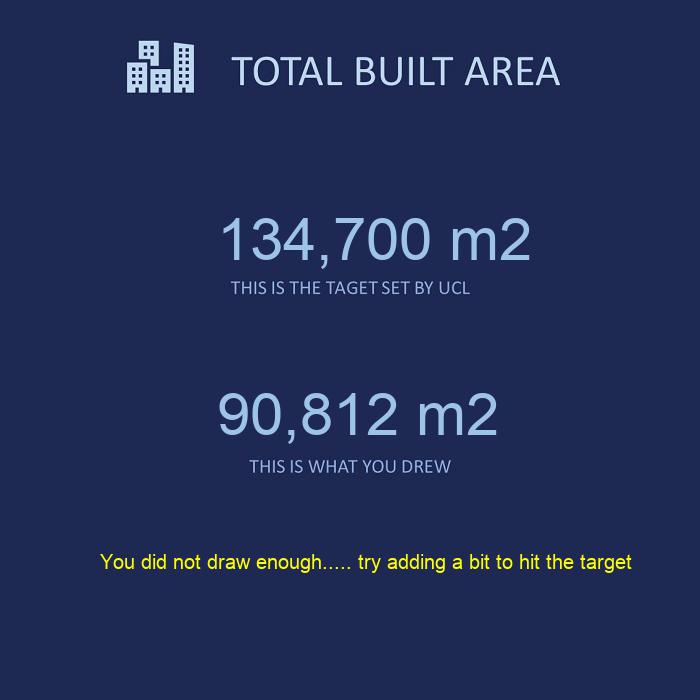 TOTAL BUILT AREA
134,700 m2
THIS IS THE TAGET SET BY UCL
90,812 m2
THIS IS WHAT YOU DREW
You did not draw enough..... try adding a bit to hit the target